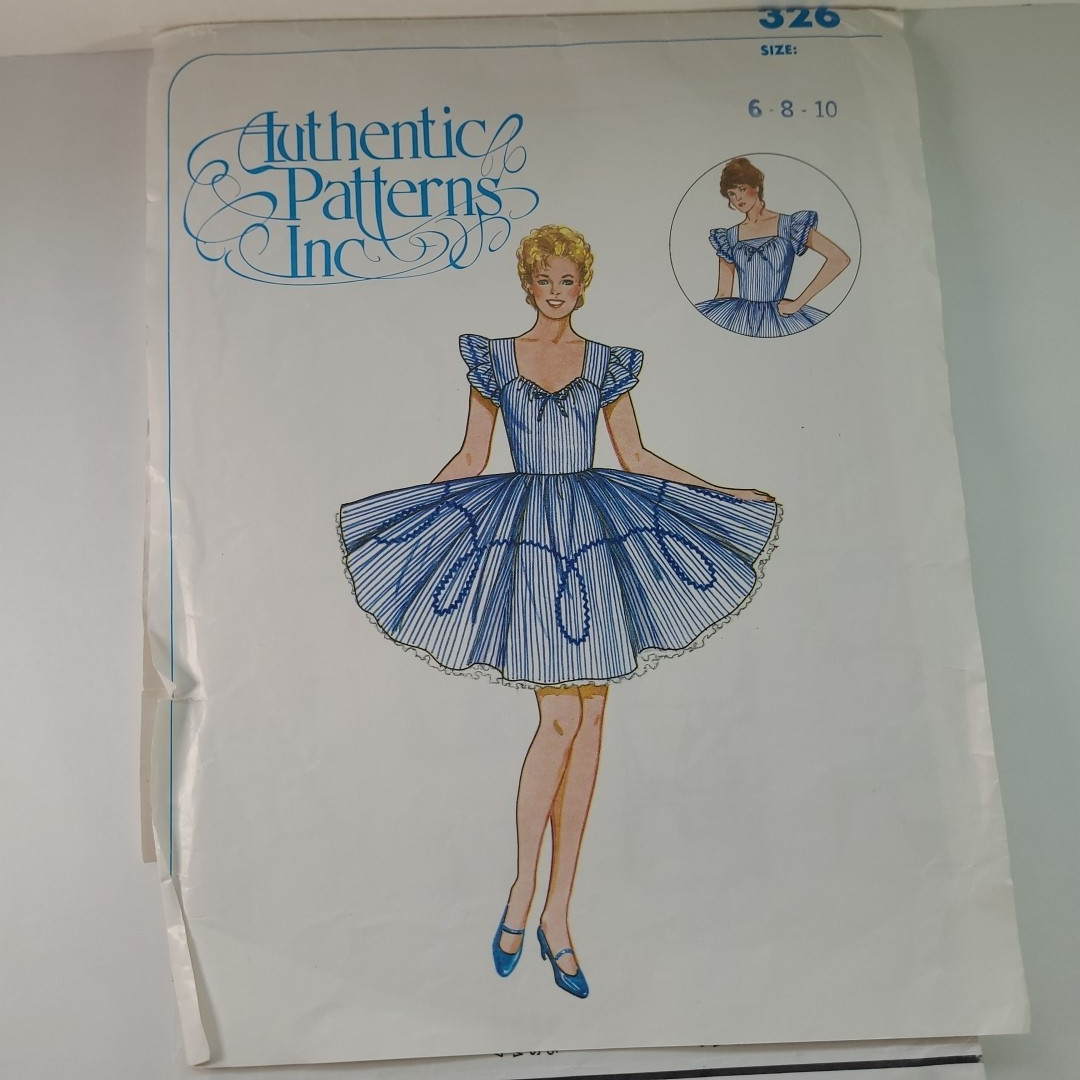 326
SIZE:
6 - 8 - 10
Authentic
Patterns
Inc